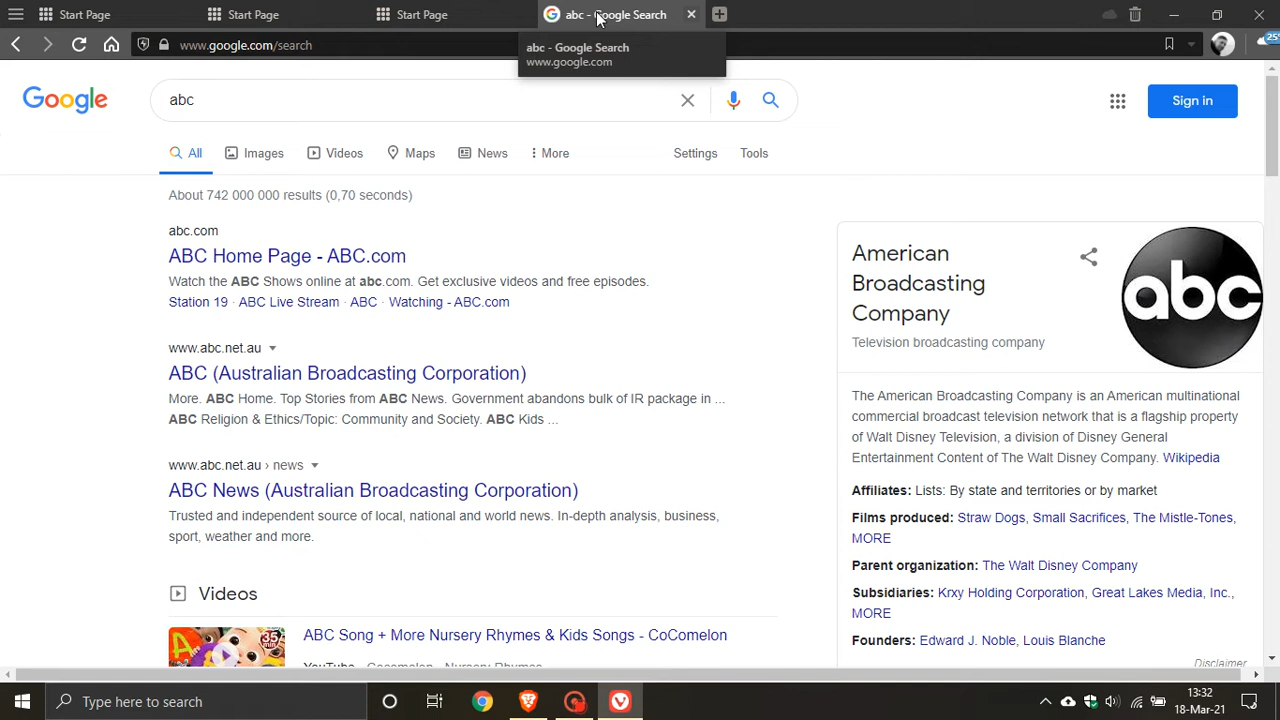 Start Page
Start Page
Start Page
abc - Google Search
www.google.com/search
abc - Google Search
www.google.com
25°
Google
abc
Sign in
All
Images
Videos
Maps
News
More
Settings
Tools
About 742 000 000 results (0,70 seconds)
abc.com
ABC Home Page - ABC.com
Watch the ABC Shows online at abc.com. Get exclusive videos and free episodes.
Station 19 · ABC Live Stream · ABC · Watching - ABC.com
www.abc.net.au
ABC (Australian Broadcasting Corporation)
More. ABC Home. Top Stories from ABC News. Government abandons bulk of IR package in ...
ABC Religion & Ethics/Topic: Community and Society. ABC Kids ...
www.abc.net.au › news
ABC News (Australian Broadcasting Corporation)
Trusted and independent source of local, national and world news. In-depth analysis, business,
sport, weather and more.
Videos
35
min
ABC Song + More Nursery Rhymes & Kids Songs - CoComelon
YouTube · Cocomelon - Nursery Rhymes
American
Broadcasting
Company
Television broadcasting company
abc
The American Broadcasting Company is an American multinational
commercial broadcast television network that is a flagship property
of Walt Disney Television, a division of Disney General
Entertainment Content of The Walt Disney Company. Wikipedia
Affiliates: Lists: By state and territories or by market
Films produced: Straw Dogs, Small Sacrifices, The Mistle-Tones,
MORE
Parent organization: The Walt Disney Company
Subsidiaries: Krxy Holding Corporation, Great Lakes Media, Inc.,
MORE
Founders: Edward J. Noble, Louis Blanche
Disclaimer
Type here to search
13:32
18-Mar-21